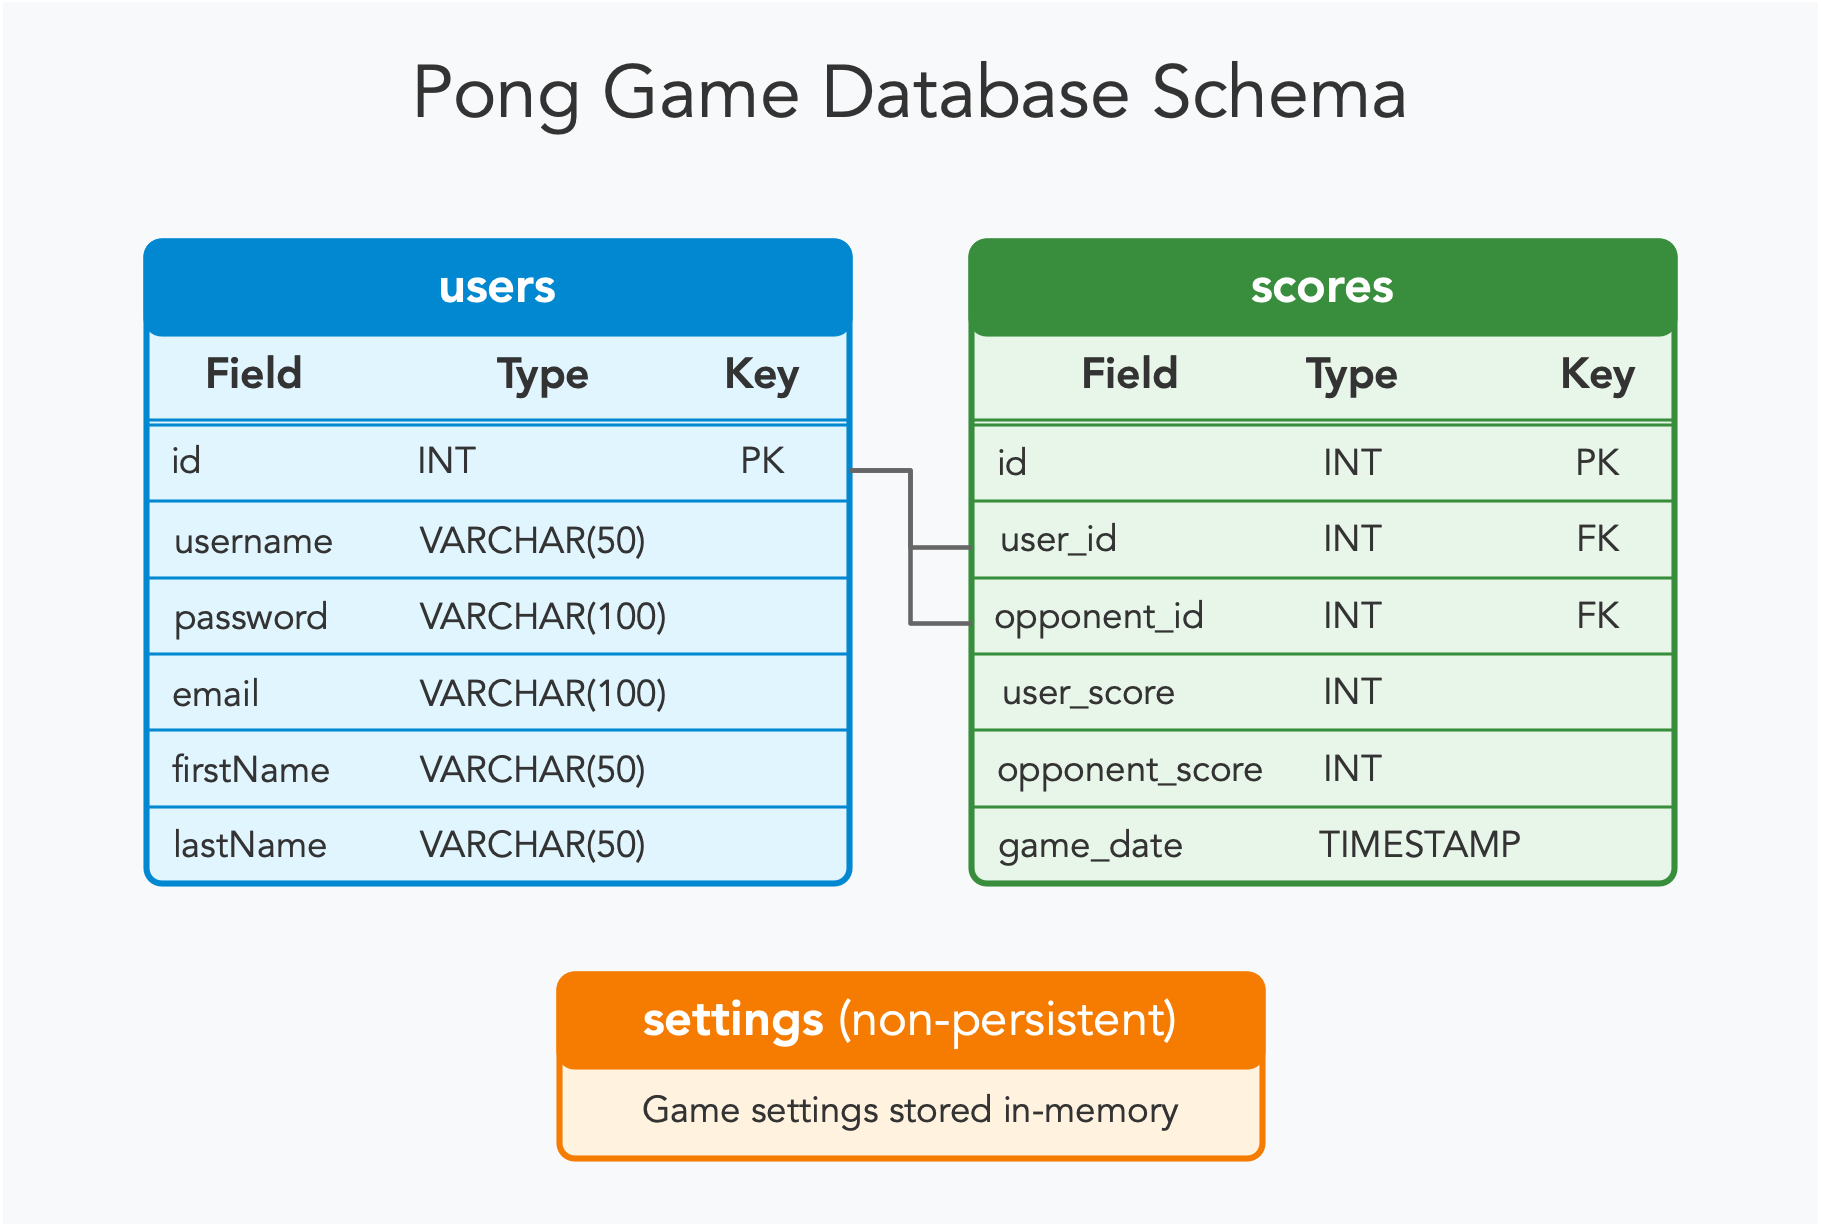 Pong Game Database Schema
users
Field Type Key
id INT PK
username VARCHAR(50)
password VARCHAR(100)
email VARCHAR(100)
firstName VARCHAR(50)
lastName VARCHAR(50)
scores
Field Type Key
id INT PK
user_id INT FK
opponent_id INT FK
user_score INT
opponent_score INT
game_date TIMESTAMP
settings (non-persistent)
Game settings stored in-memory